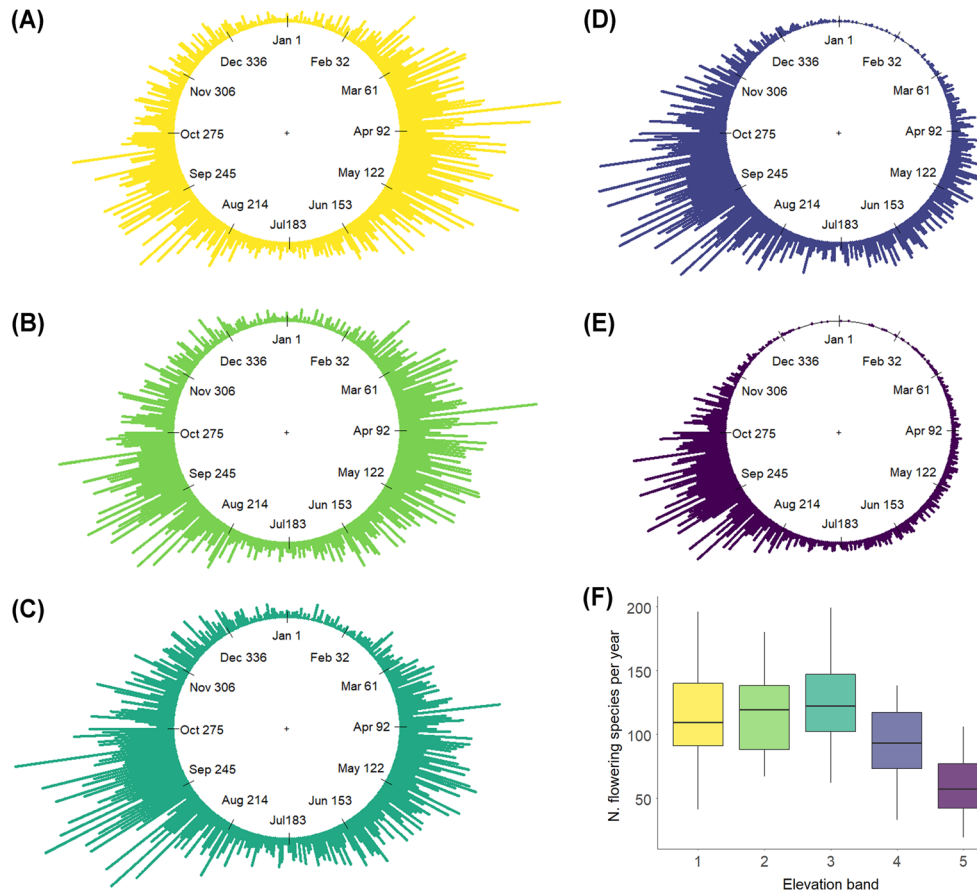 (A)
Jan 1
Feb 32
Mar 61
Apr 92
May 122
Jun 153
Jul183
Aug 214
Sep 245
Oct 275
Nov 306
Dec 336
(B)
Jan 1
Feb 32
Mar 61
Apr 92
May 122
Jun 153
Jul183
Aug 214
Sep 245
Oct 275
Nov 306
Dec 336
(C)
Jan 1
Feb 32
Mar 61
Apr 92
May 122
Jun 153
Jul183
Aug 214
Sep 245
Oct 275
Nov 306
Dec 336
(D)
Jan 1
Feb 32
Mar 61
Apr 92
May 122
Jun 153
Jul183
Aug 214
Sep 245
Oct 275
Nov 306
Dec 336
(E)
Jan 1
Feb 32
Mar 61
Apr 92
May 122
Jun 153
Jul183
Aug 214
Sep 245
Oct 275
Nov 306
Dec 336
(F)
N. flowering species per year
200
150
100
50
1 2 3 4 5
Elevation band